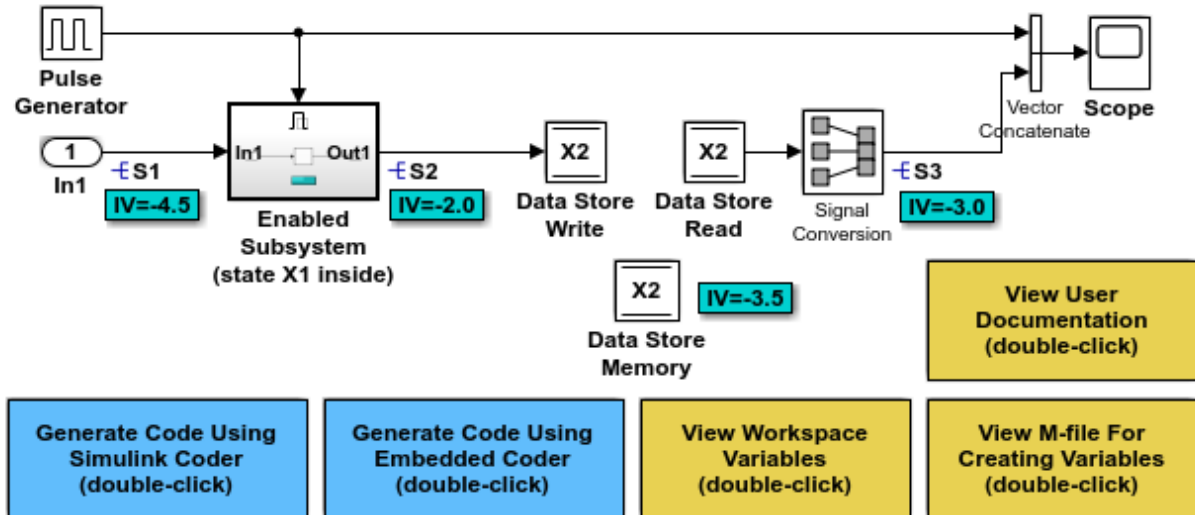 Pulse
Generator
1
In1
S1
IV=-4.5
In1
Out1
Enabled
Subsystem
(state X1 inside)
S2
IV=-2.0
X2
Data Store
Write
X2
Data Store
Read
Signal
Conversion
S3
IV=-3.0
Vector
Concatenate
Scope
X2
IV=-3.5
Data Store
Memory
View User
Documentation
(double-click)
Generate Code Using
Simulink Coder
(double-click)
Generate Code Using
Embedded Coder
(double-click)
View Workspace
Variables
(double-click)
View M-file For
Creating Variables
(double-click)